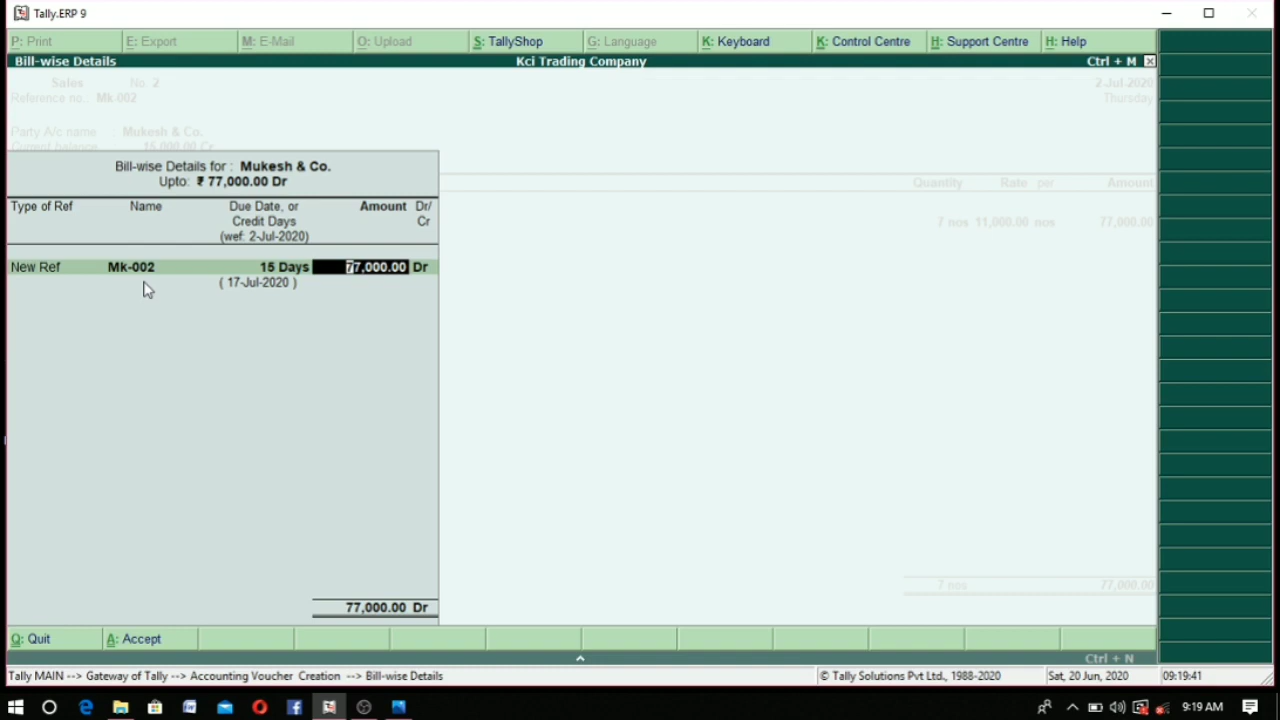 Tally.ERP 9
P: Print E: Export M: E-Mail O: Upload S: TallyShop G: Language K: Keyboard K: Control Centre H: Support Centre H: Help
Bill-wise Details Kci Trading Company Ctrl + M
Sales No. 2 2-Jul-2020
Reference no.: Mk-002 Thursday
Party A/c name : Mukesh & Co.
Current balance : 15,000.00 Cr
Bill-wise Details for : Mukesh & Co.
Upto: ₹ 77,000.00 Dr
Quantity Rate per Amount
Type of Ref Name Due Date, or Amount Dr/
Credit Days Cr
(wef: 2-Jul-2020)
7 nos 11,000.00 nos 77,000.00
New Ref Mk-002 15 Days 77,000.00 Dr
( 17-Jul-2020 )
7 nos 77,000.00
77,000.00 Dr
Q: Quit A: Accept
Ctrl + N
Tally MAIN --> Gateway of Tally --> Accounting Voucher Creation --> Bill-wise Details © Tally Solutions Pvt Ltd., 1988-2020 Sat, 20 Jun, 2020 09:19:41
9:19 AM